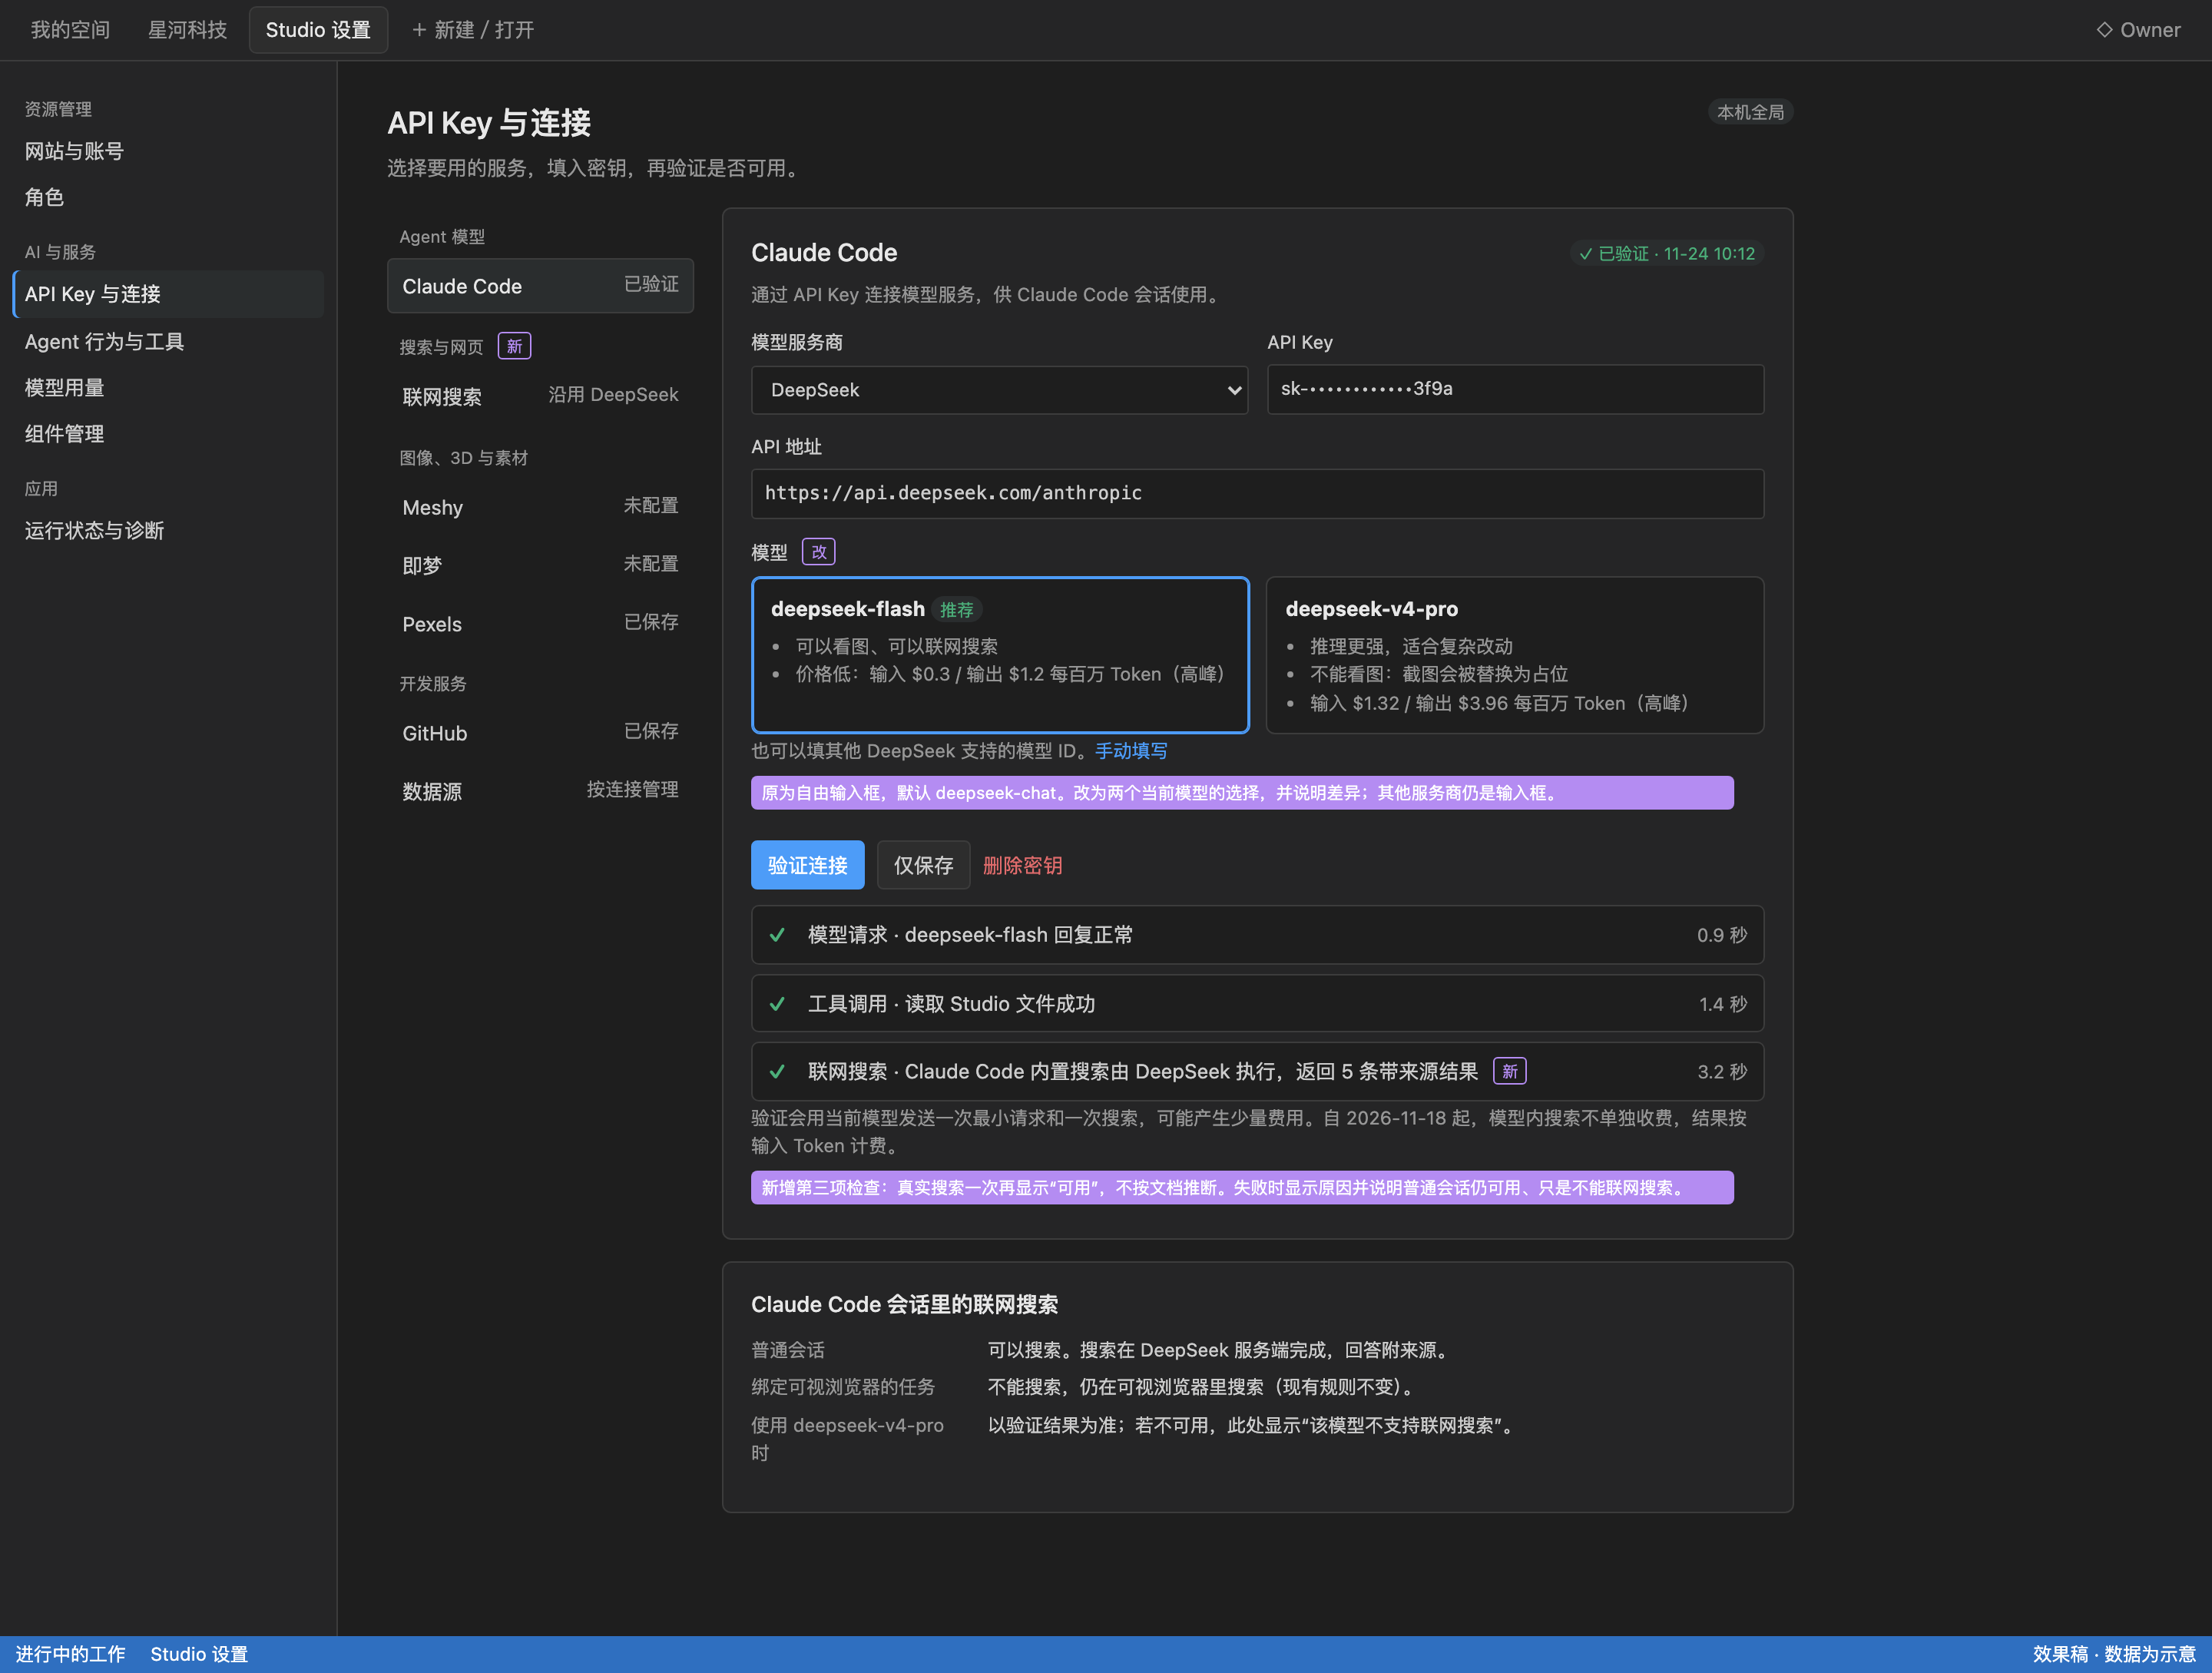 我的空间
星河科技
Studio 设置
+ 新建 / 打开
◇ Owner
资源管理
网站与账号
角色
AI 与服务
API Key 与连接
Agent 行为与工具
模型用量
组件管理
应用
运行状态与诊断
API Key 与连接
本机全局
选择要用的服务，填入密钥，再验证是否可用。
Agent 模型
Claude Code 已验证
搜索与网页 新
联网搜索 沿用 DeepSeek
图像、3D 与素材
Meshy 未配置
即梦 未配置
Pexels 已保存
开发服务
GitHub 已保存
数据源 按连接管理
Claude Code
✓ 已验证 · 11-24 10:12
通过 API Key 连接模型服务，供 Claude Code 会话使用。
模型服务商
DeepSeek
API Key
sk-••••••••••••3f9a
API 地址
https://api.deepseek.com/anthropic
模型 改
deepseek-flash 推荐
• 可以看图、可以联网搜索
• 价格低：输入 $0.3 / 输出 $1.2 每百万 Token（高峰）
deepseek-v4-pro
• 推理更强，适合复杂改动
• 不能看图：截图会被替换为占位
• 输入 $1.32 / 输出 $3.96 每百万 Token（高峰）
也可以填其他 DeepSeek 支持的模型 ID。手动填写
原为自由输入框，默认 deepseek-chat。改为两个当前模型的选择，并说明差异；其他服务商仍是输入框。
验证连接
仅保存
删除密钥
✓ 模型请求 · deepseek-flash 回复正常 0.9 秒
✓ 工具调用 · 读取 Studio 文件成功 1.4 秒
✓ 联网搜索 · Claude Code 内置搜索由 DeepSeek 执行，返回 5 条带来源结果 新 3.2 秒
验证会用当前模型发送一次最小请求和一次搜索，可能产生少量费用。自 2026-11-18 起，模型内搜索不单独收费，结果按
输入 Token 计费。
新增第三项检查：真实搜索一次再显示“可用”，不按文档推断。失败时显示原因并说明普通会话仍可用、只是不能联网搜索。
Claude Code 会话里的联网搜索
普通会话 可以搜索。搜索在 DeepSeek 服务端完成，回答附来源。
绑定可视浏览器的任务 不能搜索，仍在可视浏览器里搜索（现有规则不变）。
使用 deepseek-v4-pro 以验证结果为准；若不可用，此处显示“该模型不支持联网搜索”。
时
进行中的工作
Studio 设置
效果稿 · 数据为示意